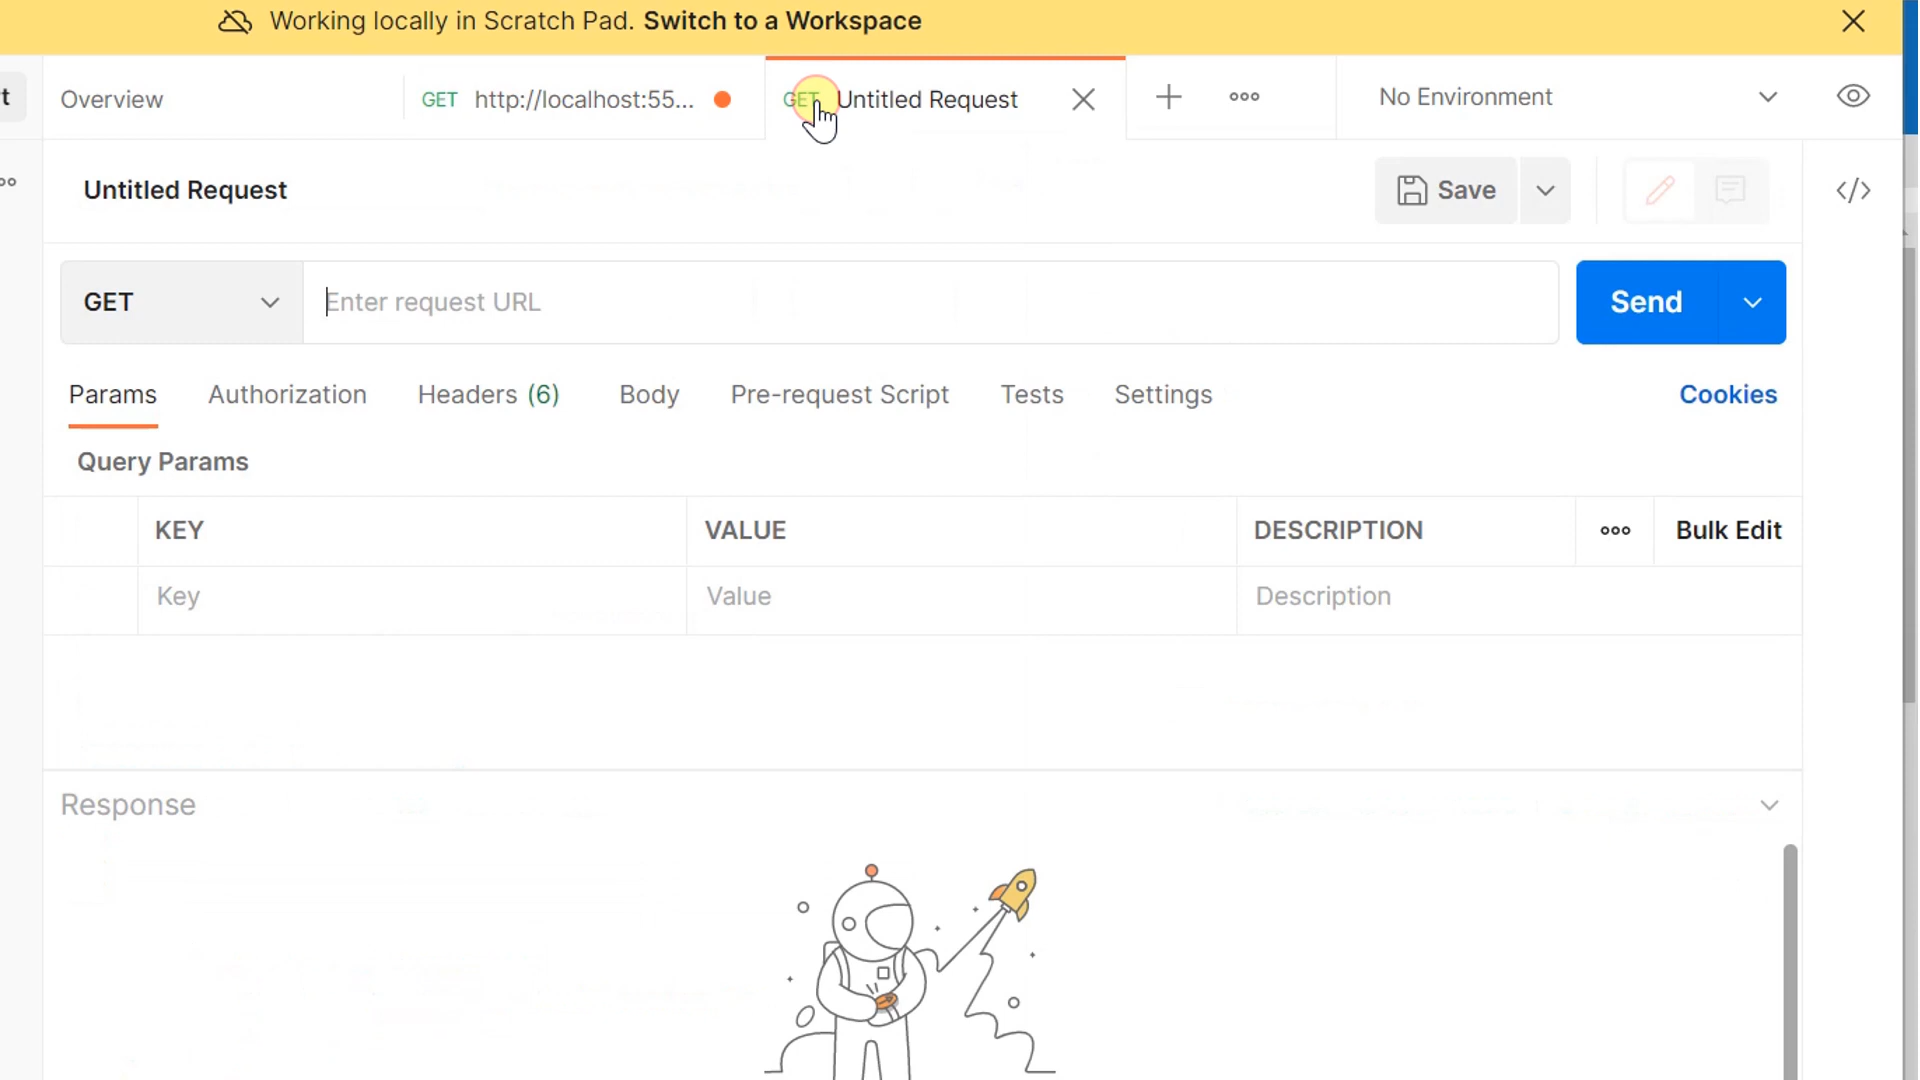 Working locally in Scratch Pad. Switch to a Workspace
t
Overview
GET http://localhost:55...
GET Untitled Request
No Environment
Untitled Request
Save
GET
Enter request URL
Send
Params
Authorization
Headers (6)
Body
Pre-request Script
Tests
Settings
Cookies
Query Params
KEY
VALUE
DESCRIPTION
Bulk Edit
Key
Value
Description
Response